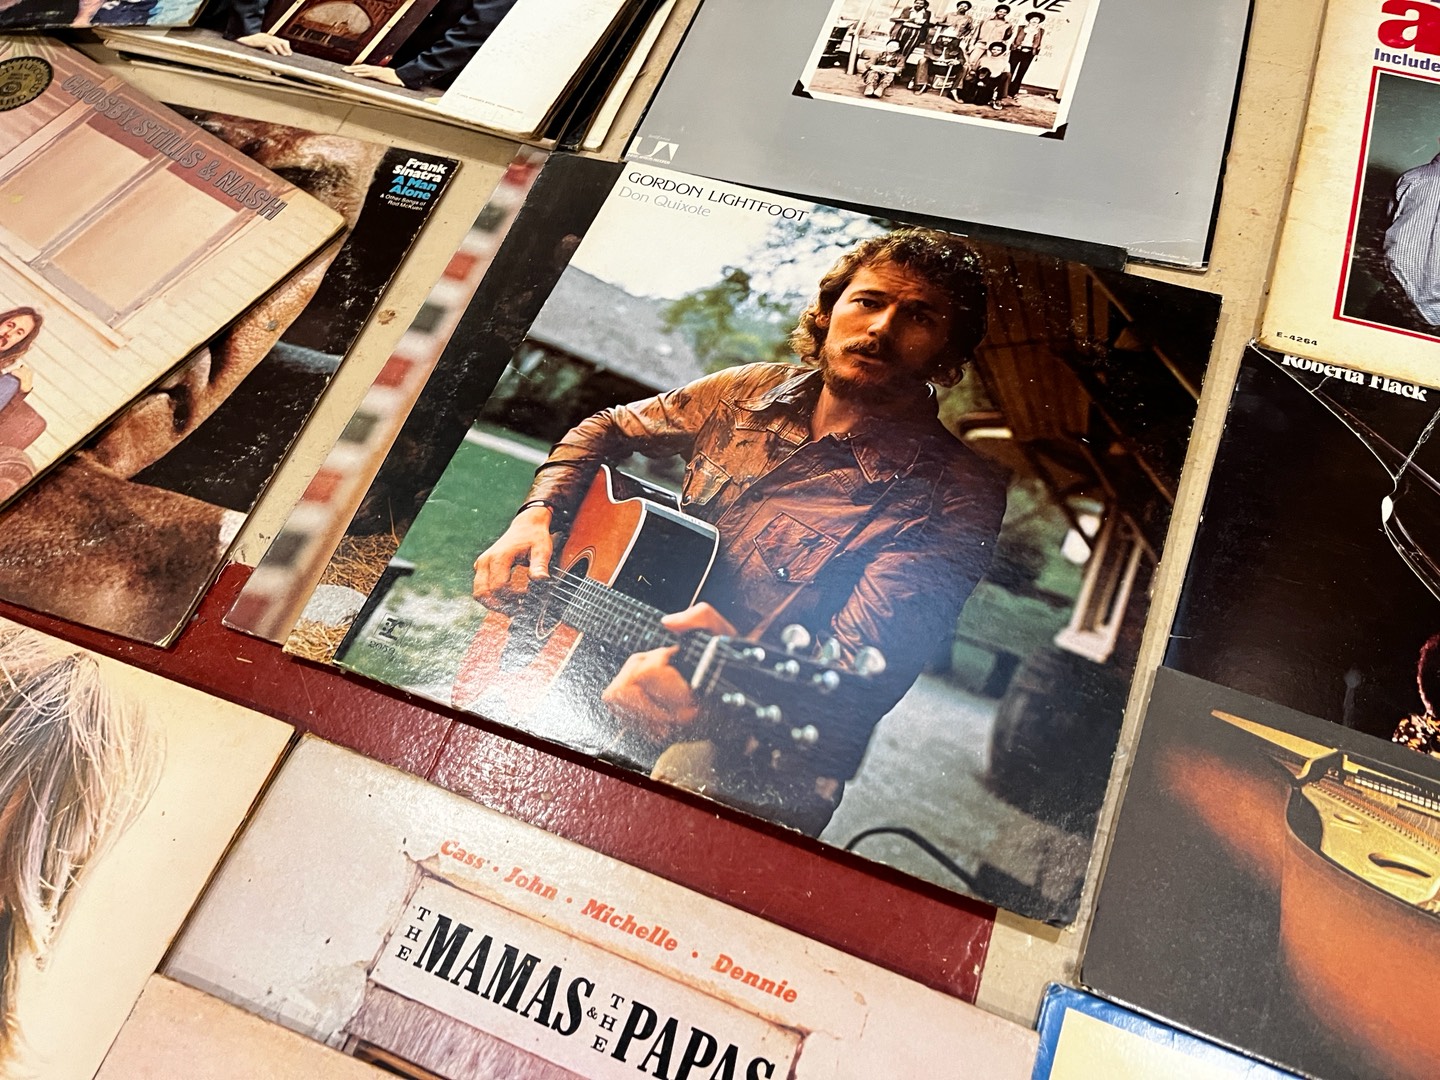 CROSBY, STILLS & NASH
Frank
Sinatra
A Man
Alone
& Other Songs of
Rod McKuen
GORDON LIGHTFOOT
Don Quixote
UA
Include
E-4264
Roberta Flack
Cass · John · Michelle · Dennie
THE MAMAS & THE PAPAS